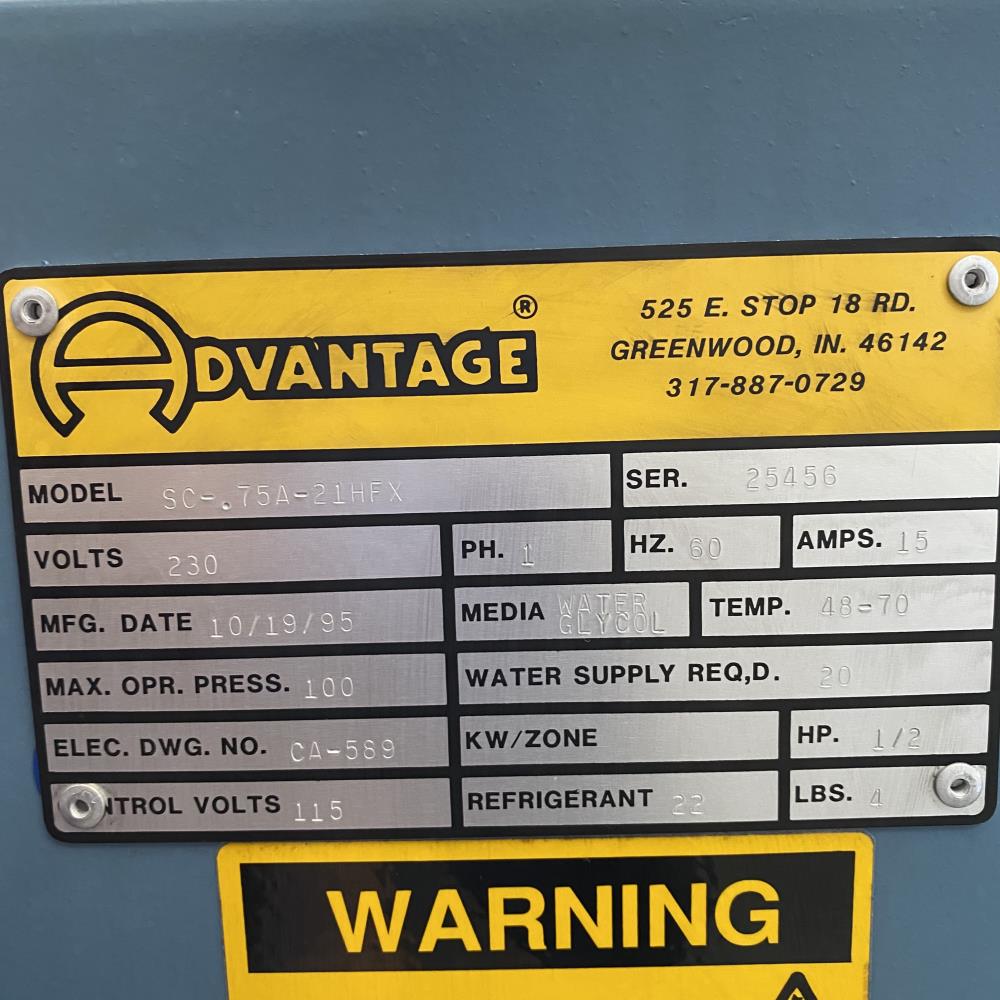 ADVANTAGE®
525 E. STOP 18 RD.
GREENWOOD, IN. 46142
317-887-0729
MODEL SC-.75A-21HFX
SER. 25456
VOLTS 230
PH. 1
HZ. 60
AMPS. 15
MFG. DATE 10/19/95
MEDIA WATER
GLYCOL
TEMP. 48-70
MAX. OPR. PRESS. 100
WATER SUPPLY REQ,D. 20
ELEC. DWG. NO. CA-589
KW/ZONE
HP. 1/2
NTROL VOLTS 115
REFRIGERANT 22
LBS. 4
WARNING